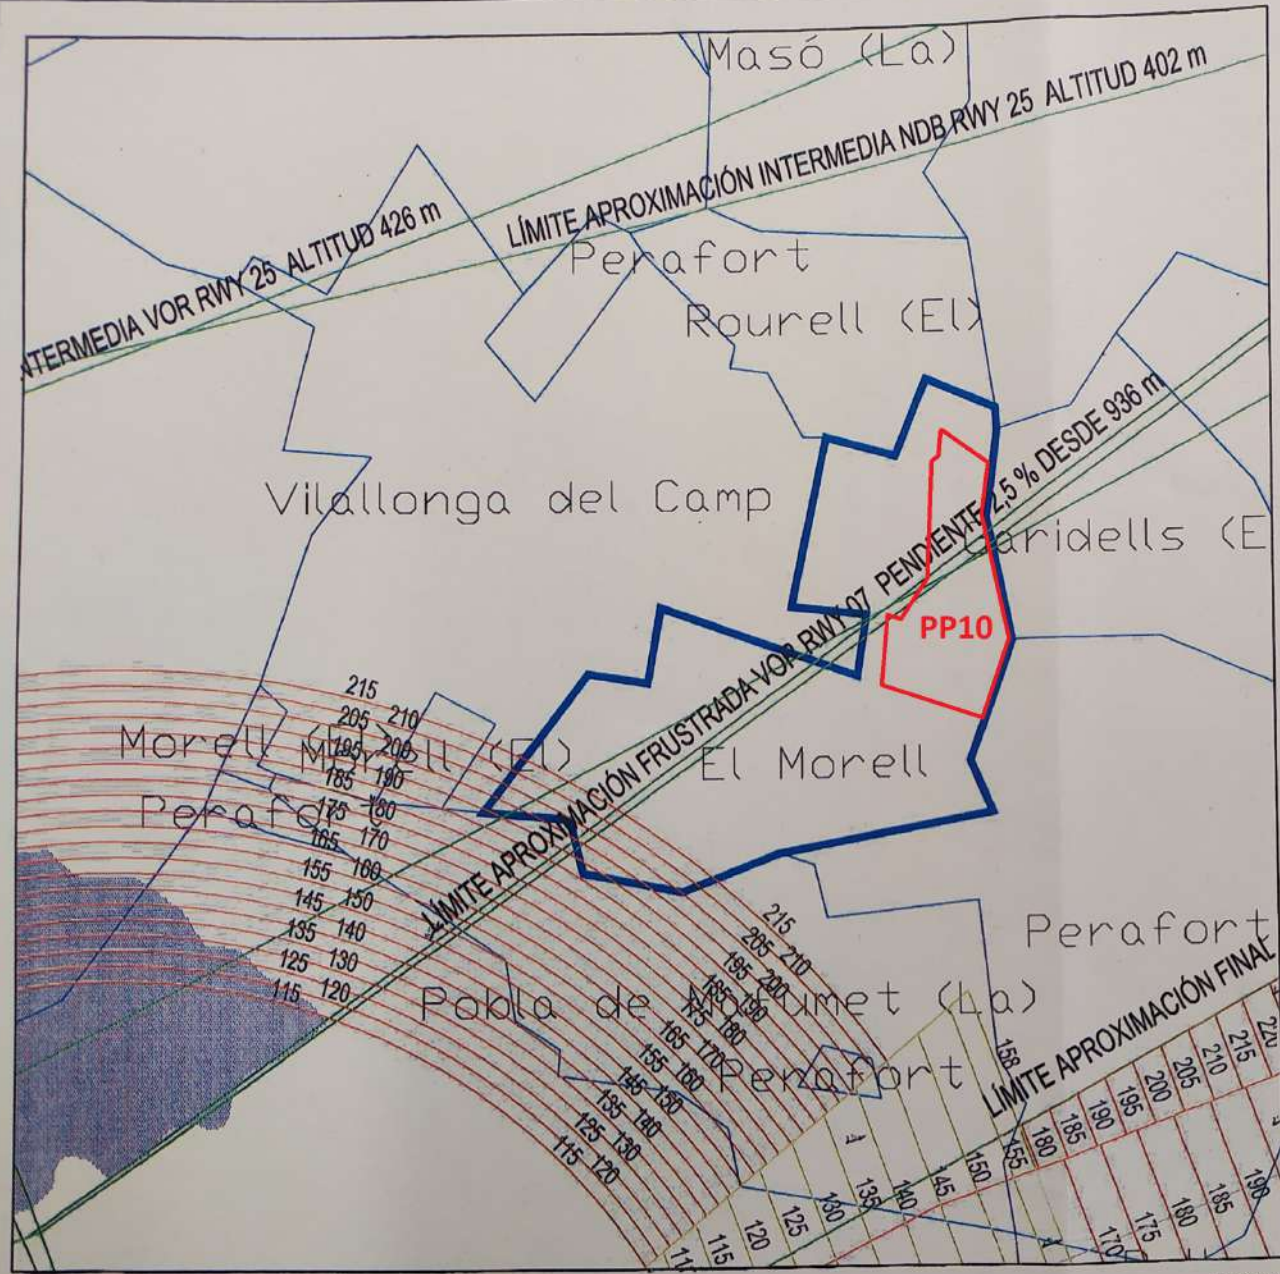 Masó (La)
LÍMITE APROXIMACIÓN INTERMEDIA NDB RWY 25 ALTITUD 402 m
NTERMEDIA VOR RWY 25 ALTITUD 426 m
Perafort
Rourell (El)
LÍMITE APROXIMACIÓN FRUSTRADA VOR RWY 07 PENDIENTE 2,5 % DESDE 936 m
Vilallonga del Camp
Garidells (E
PP10
215
205 210
Morell
195 200
Morell (El)
El Morell
185 190
Perafort
175 180
165 170
155 160
145 150
135 140
125 130
115 120
215
205 210
195 200
185 190
175 180
165 170
155 160
145 150
135 140
125 130
115 120
Perafort
Pobla de Mafumet (La)
Perafort
LÍMITE APROXIMACIÓN FINAL
158
180
185
190
195
200
205
210
215
220
115
120
125
130
135
140
145
150
155
170
175
180
185
190